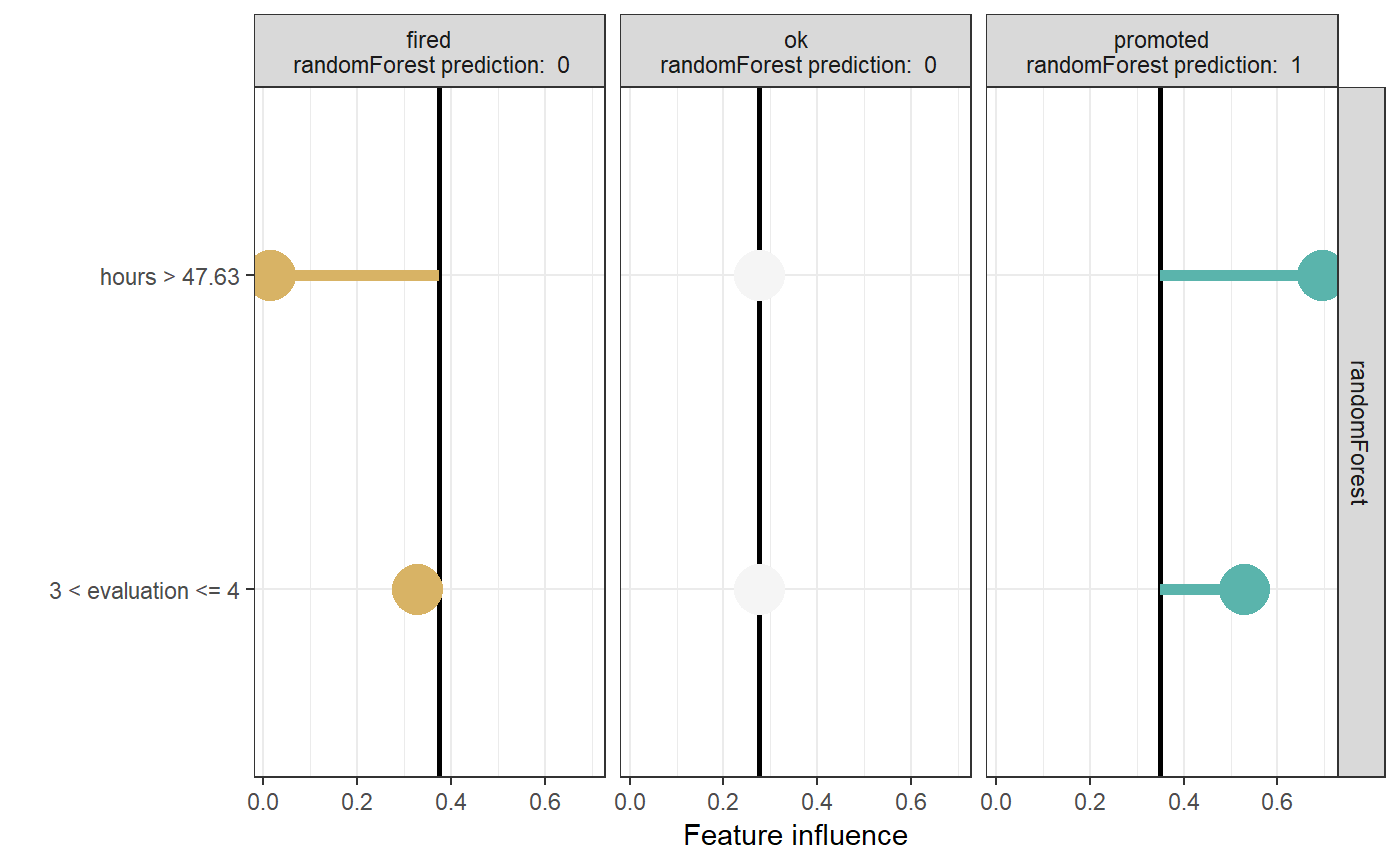 fired
randomForest prediction:  0
ok
randomForest prediction:  0
promoted
randomForest prediction:  1
hours > 47.63
3 < evaluation <= 4
randomForest
0.0 0.2 0.4 0.6
0.0 0.2 0.4 0.6
0.0 0.2 0.4 0.6
Feature influence